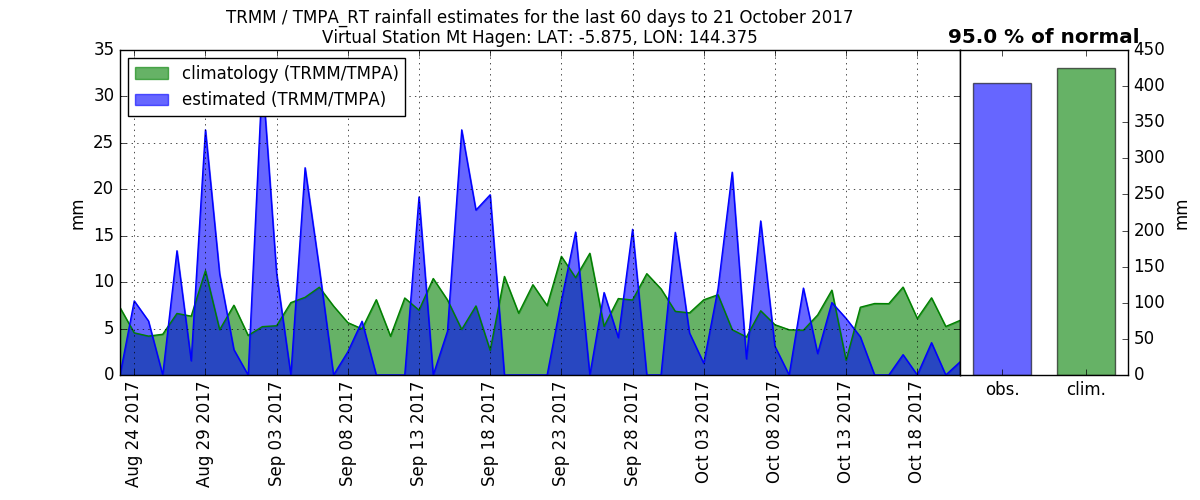 TRMM / TMPA_RT rainfall estimates for the last 60 days to 21 October 2017
Virtual Station Mt Hagen: LAT: -5.875, LON: 144.375
95.0 % of normal
climatology (TRMM/TMPA)
estimated (TRMM/TMPA)
35
30
25
20
15
10
5
0
mm
Aug 24 2017
Aug 29 2017
Sep 03 2017
Sep 08 2017
Sep 13 2017
Sep 18 2017
Sep 23 2017
Sep 28 2017
Oct 03 2017
Oct 08 2017
Oct 13 2017
Oct 18 2017
450
400
350
300
250
200
150
100
50
0
mm
obs.
clim.